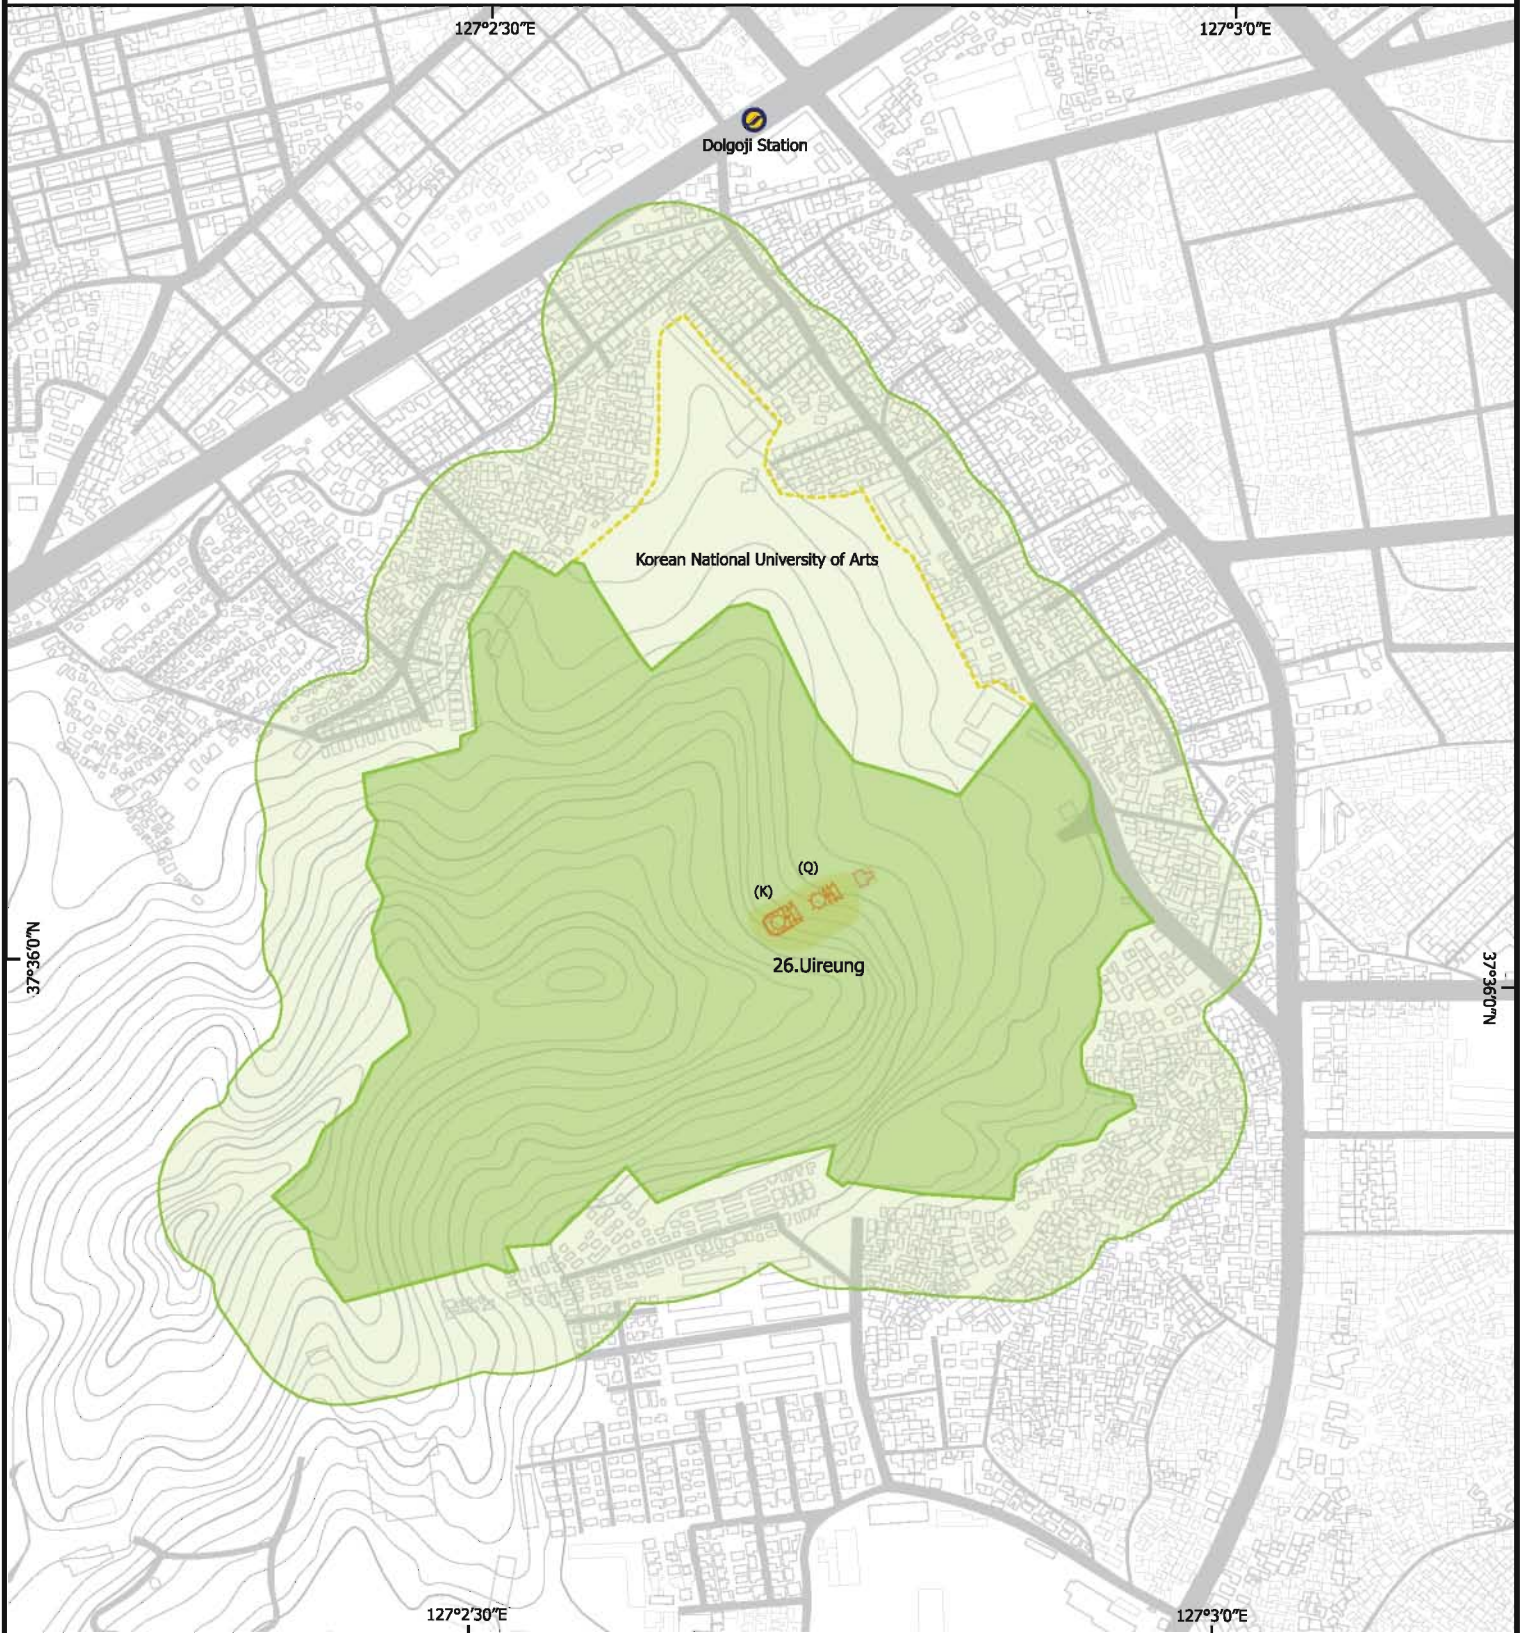 127°2'30"E
127°3'0"E
Dolgoji Station
Korean National University of Arts
(Q)
(K)
26.Uireung
37°36'0"N
37°36'0"N
127°2'30"E
127°3'0"E